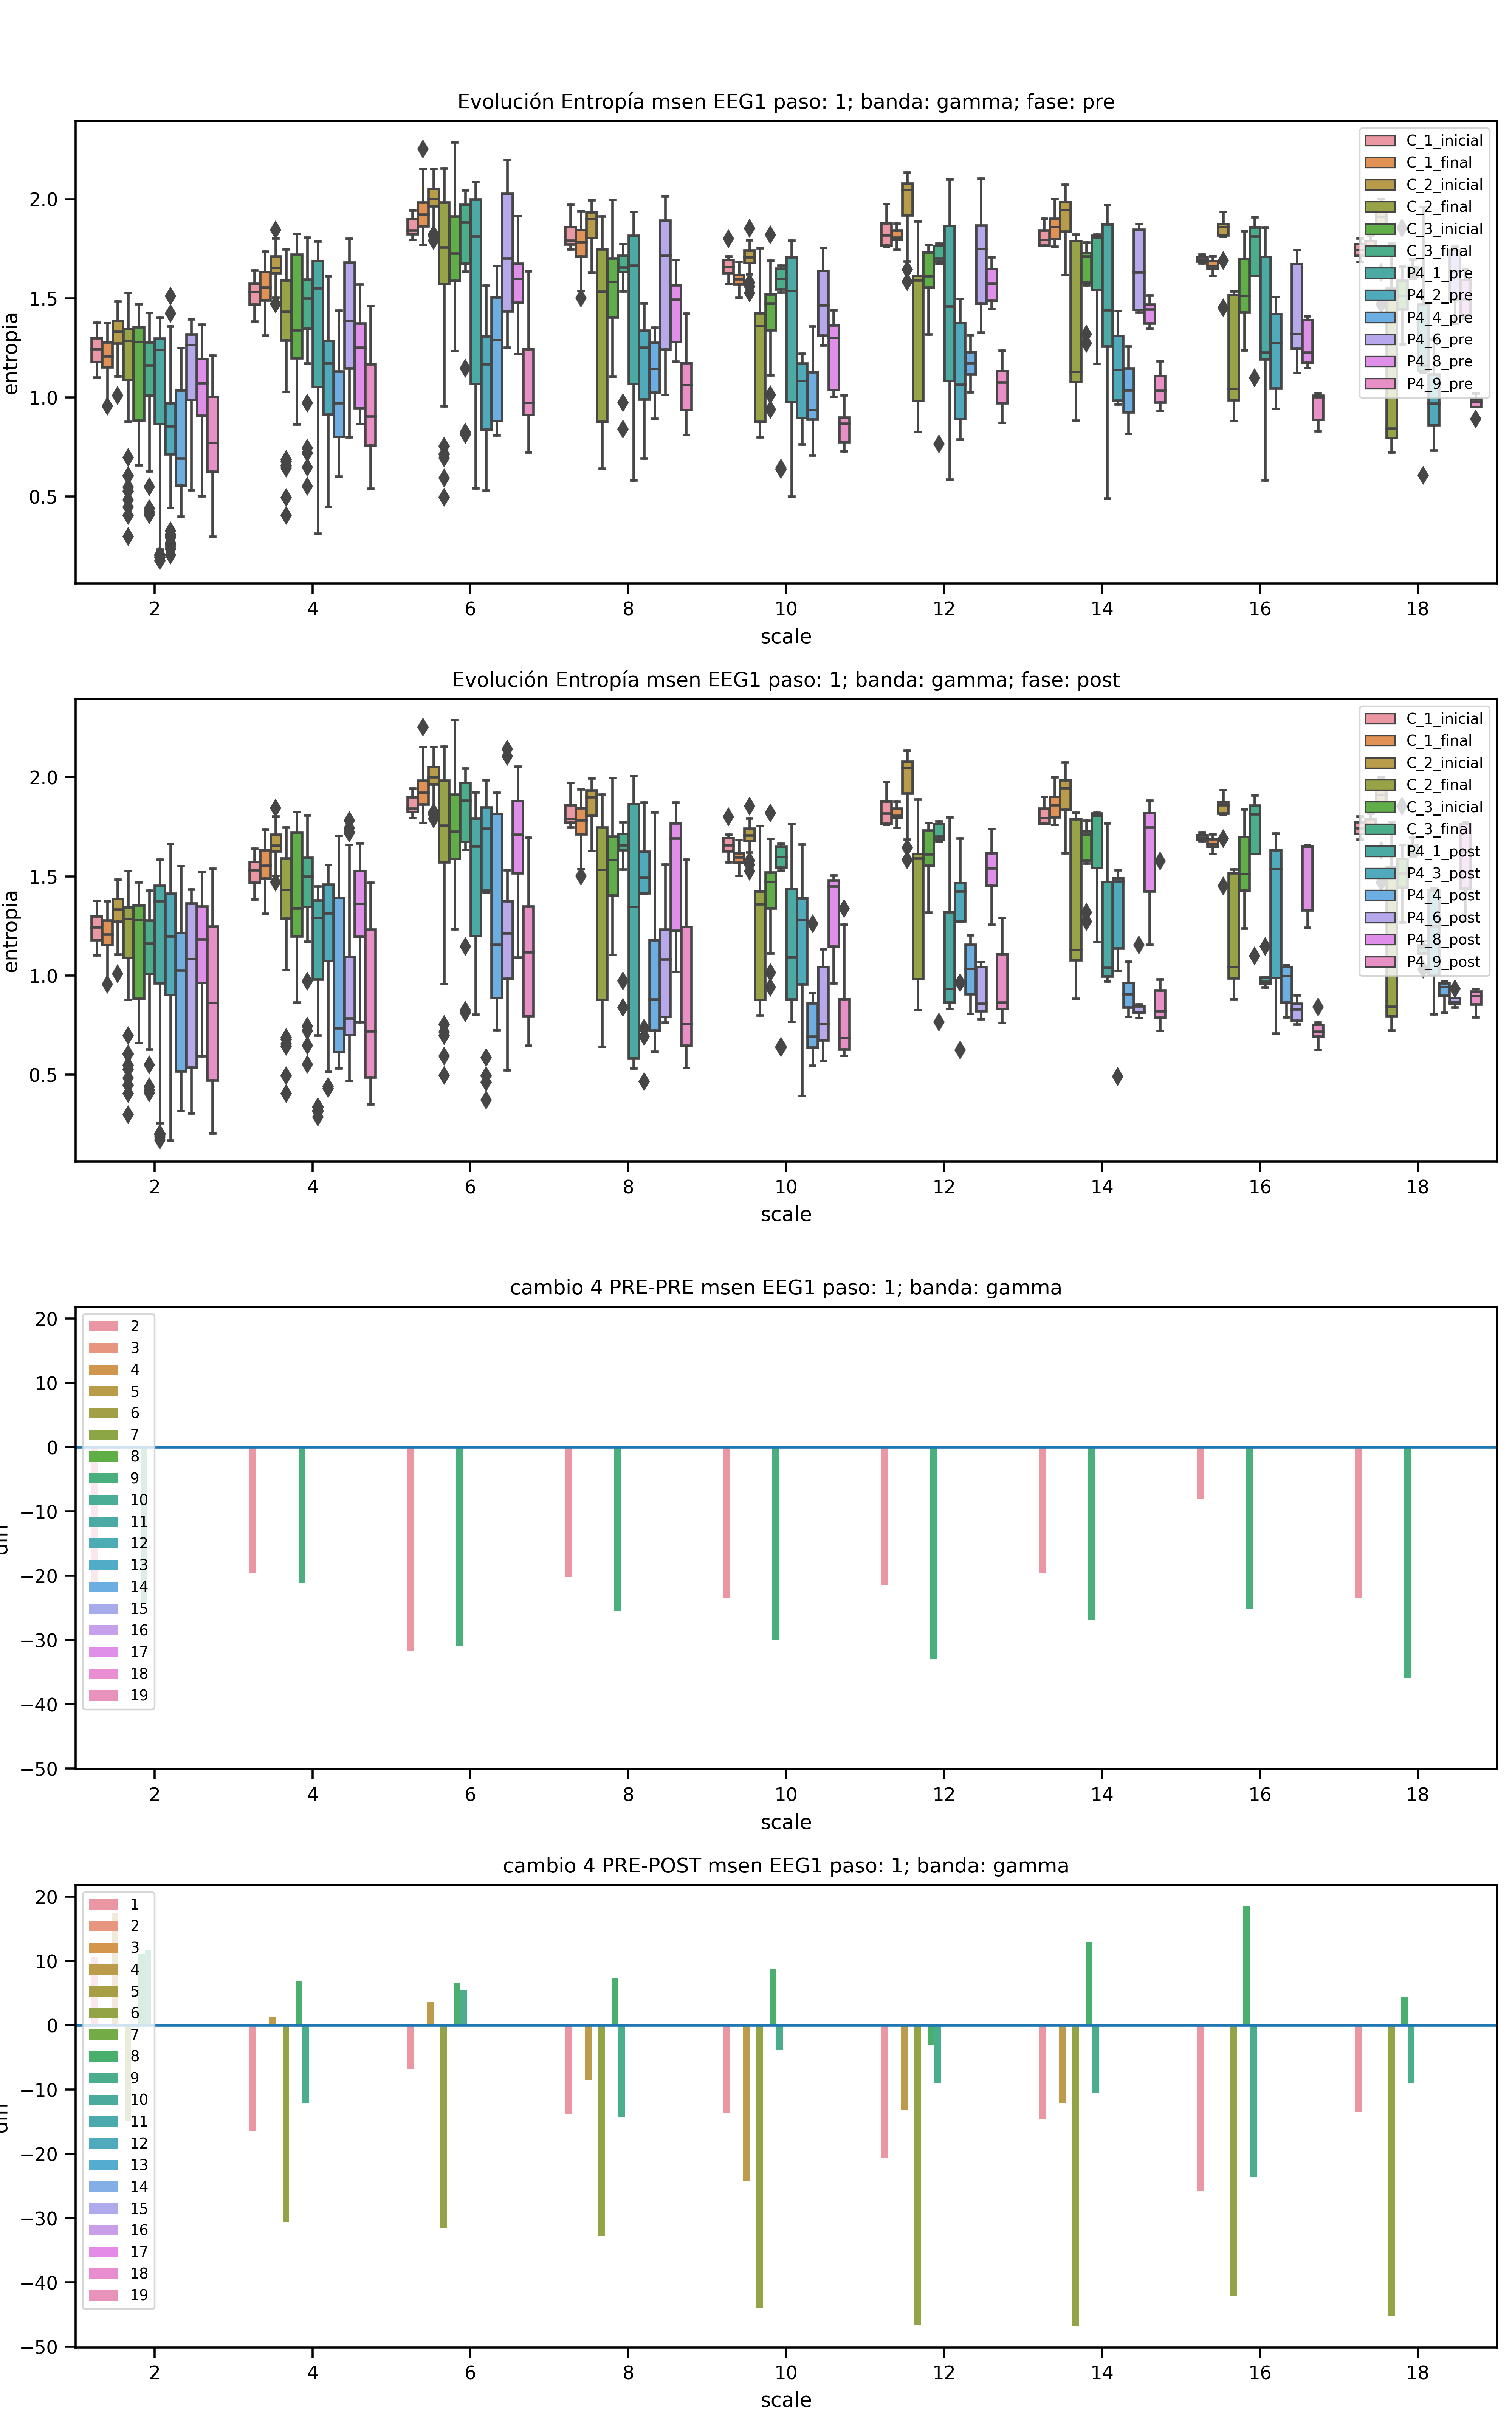 Evolución Entropía msen EEG1 paso: 1; banda: gamma; fase: pre
entropia
2.0
1.5
1.0
0.5
C_1_inicial
C_1_final
C_2_inicial
C_2_final
C_3_inicial
C_3_final
P4_1_pre
P4_2_pre
P4_4_pre
P4_6_pre
P4_8_pre
P4_9_pre
2 4 6 8 10 12 14 16 18
scale
Evolución Entropía msen EEG1 paso: 1; banda: gamma; fase: post
entropia
2.0
1.5
1.0
0.5
C_1_inicial
C_1_final
C_2_inicial
C_2_final
C_3_inicial
C_3_final
P4_1_post
P4_3_post
P4_4_post
P4_6_post
P4_8_post
P4_9_post
2 4 6 8 10 12 14 16 18
scale
cambio 4 PRE-PRE msen EEG1 paso: 1; banda: gamma
20
10
0
−10
−20
−30
−40
−50
2
3
4
5
6
7
8
9
10
11
12
13
14
15
16
17
18
19
2 4 6 8 10 12 14 16 18
scale
cambio 4 PRE-POST msen EEG1 paso: 1; banda: gamma
20
10
0
−10
−20
−30
−40
−50
1
2
3
4
5
6
7
8
9
10
11
12
13
14
15
16
17
18
19
2 4 6 8 10 12 14 16 18
scale